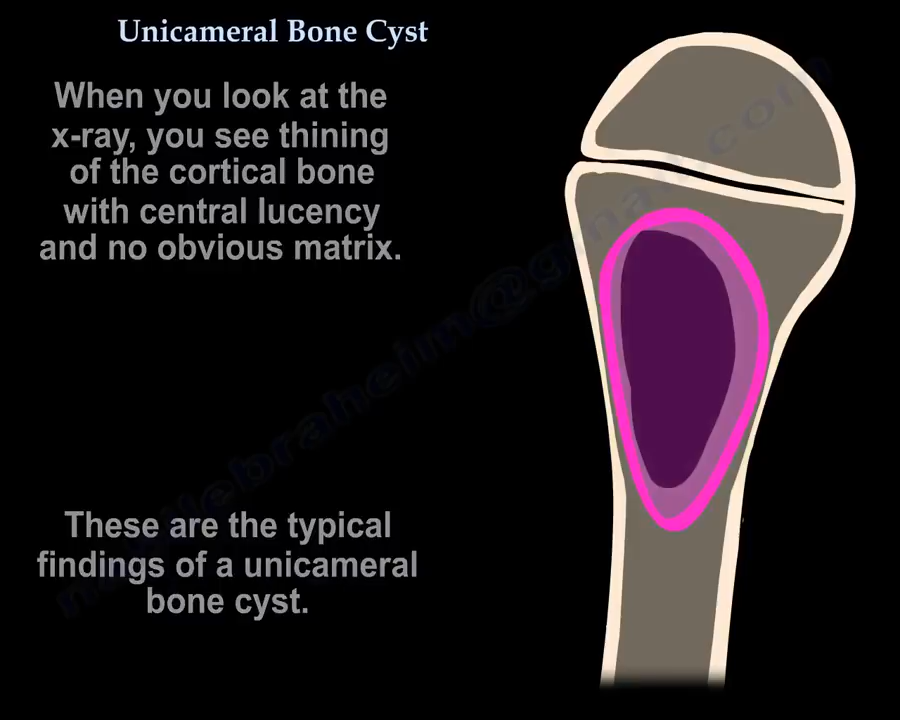 Unicameral Bone Cyst
When you look at the
x-ray, you see thining
of the cortical bone
with central lucency
and no obvious matrix.
These are the typical
findings of a unicameral
bone cyst.